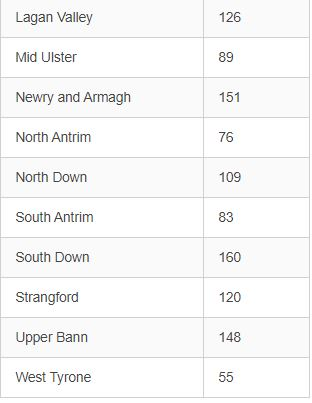 Lagan Valley 126
Mid Ulster 89
Newry and Armagh 151
North Antrim 76
North Down 109
South Antrim 83
South Down 160
Strangford 120
Upper Bann 148
West Tyrone 55